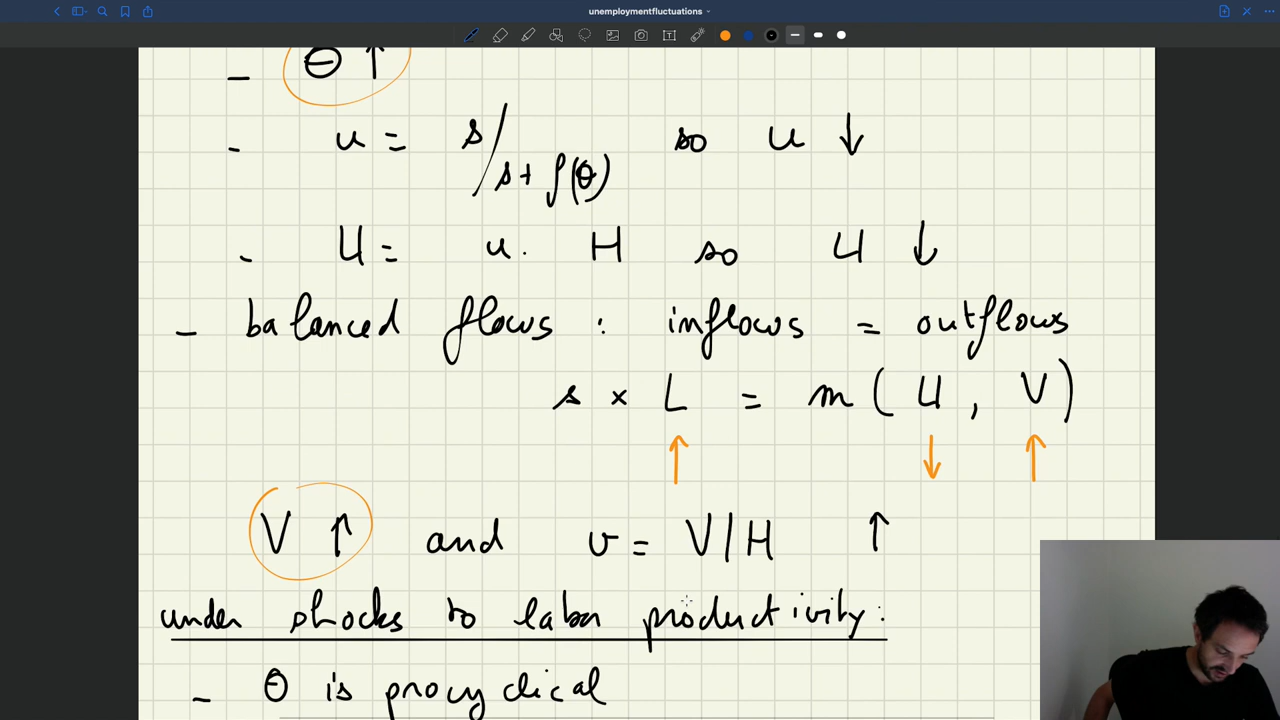 unemploymentfluctuations
- θ ↑
- u = s/s+f(θ) so u ↓
- U = u. H so U ↓
- balanced flows : inflows = outflows
s × L = m ( U , V )
↑ ↓ ↑
V ↑ and v = V/H ↑
under shocks to labor productivity :
- θ is procyclical